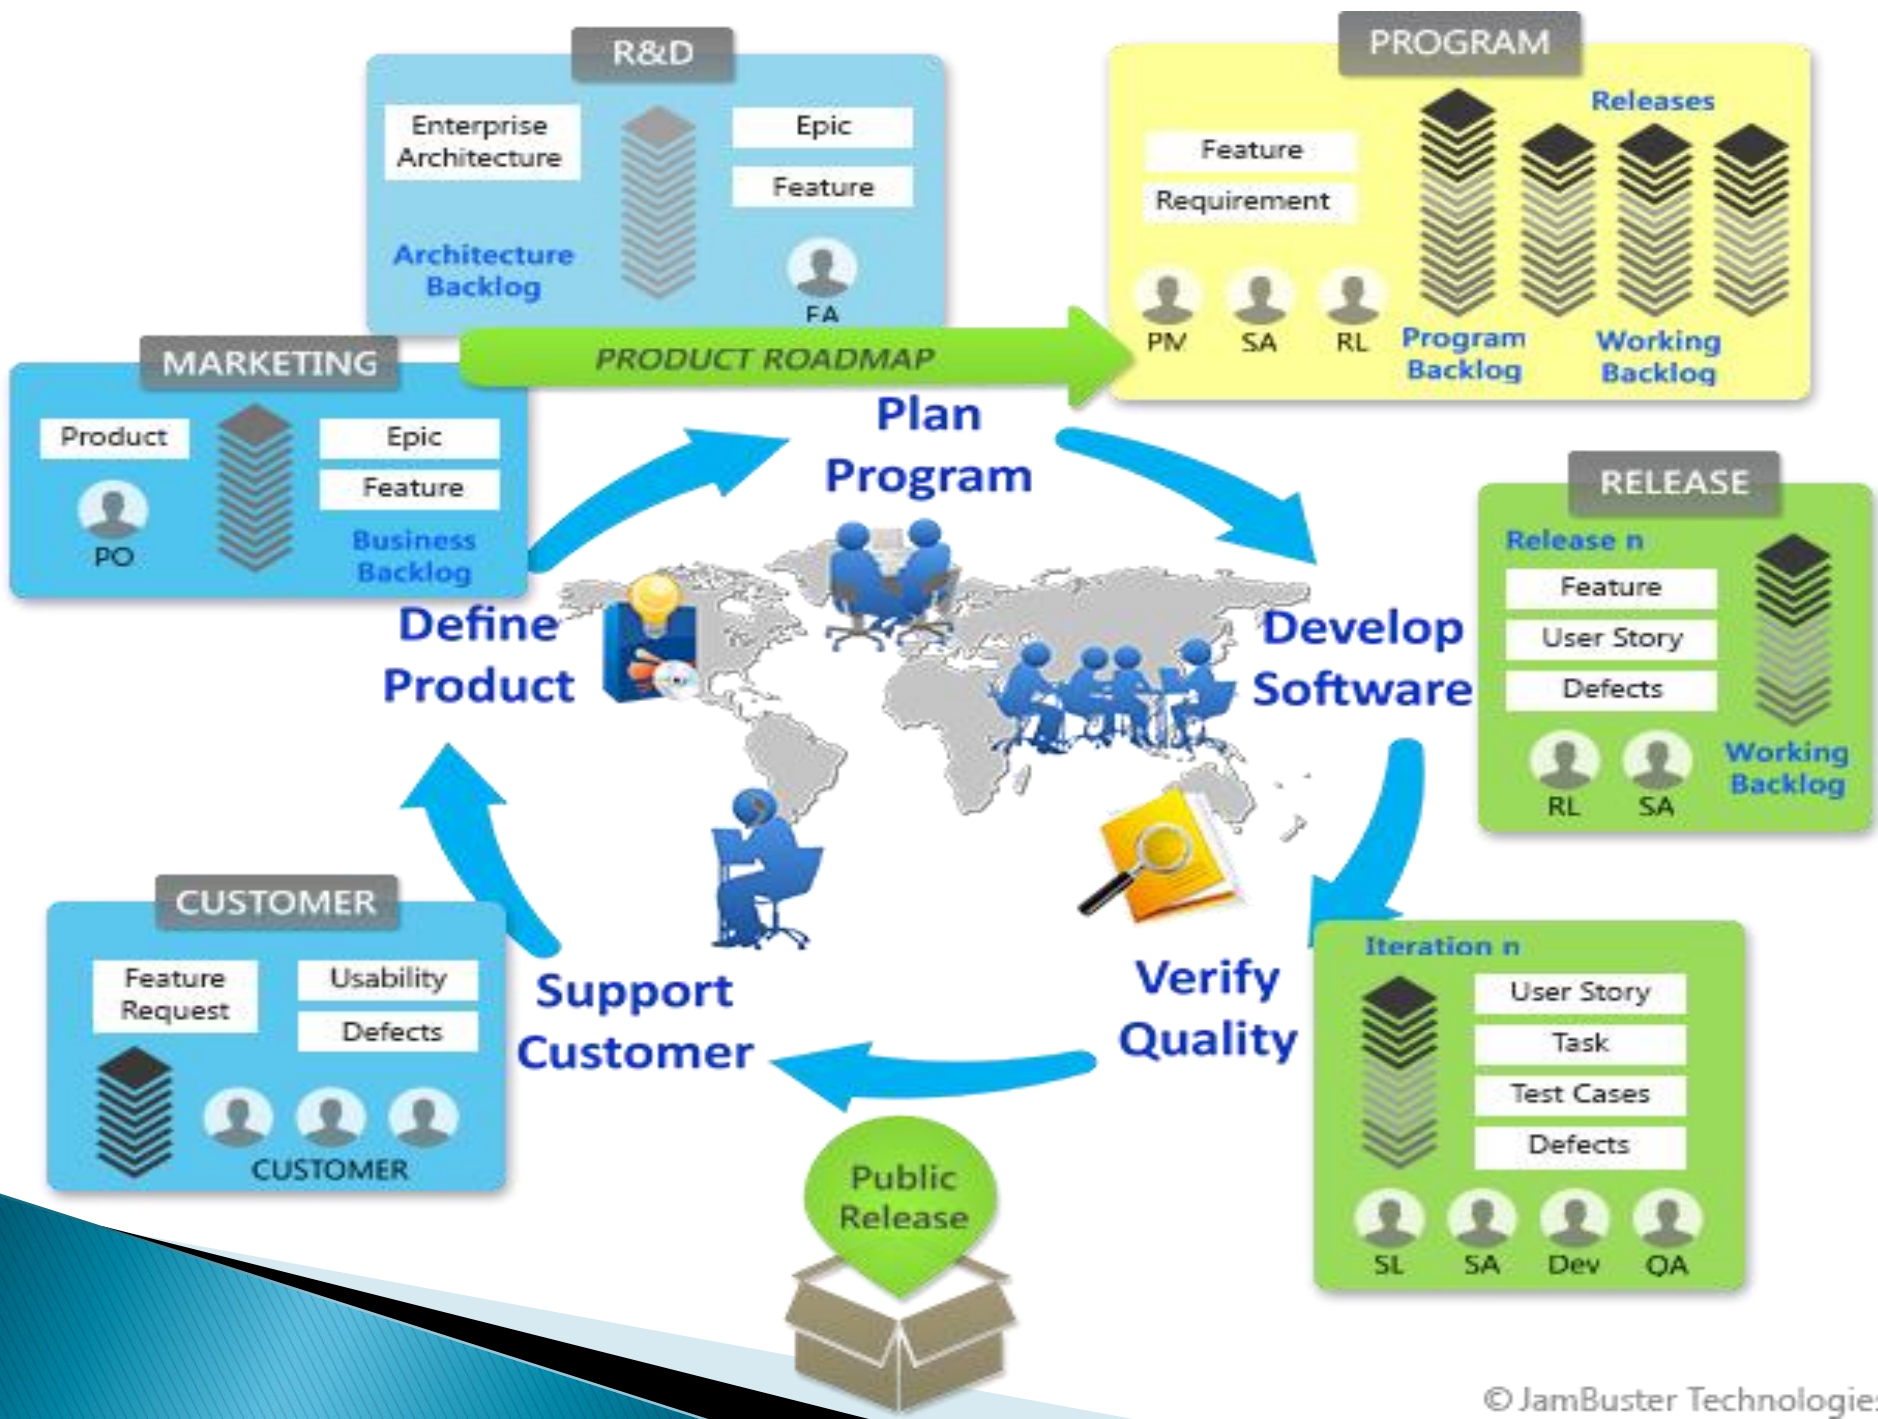 R&D
Enterprise
Architecture
Epic
Feature
Architecture
Backlog
EA
PROGRAM
Releases
Feature
Requirement
PM
SA
RL
Program
Backlog
Working
Backlog
PRODUCT ROADMAP
MARKETING
Product
Epic
Feature
PO
Business
Backlog
Plan
Program
Define
Product
Develop
Software
RELEASE
Release n
Feature
User Story
Defects
RL
SA
Working
Backlog
CUSTOMER
Feature
Request
Usability
Defects
CUSTOMER
Support
Customer
Verify
Quality
Iteration n
User Story
Task
Test Cases
Defects
SL
SA
Dev
QA
Public
Release
© JamBuster Technologies